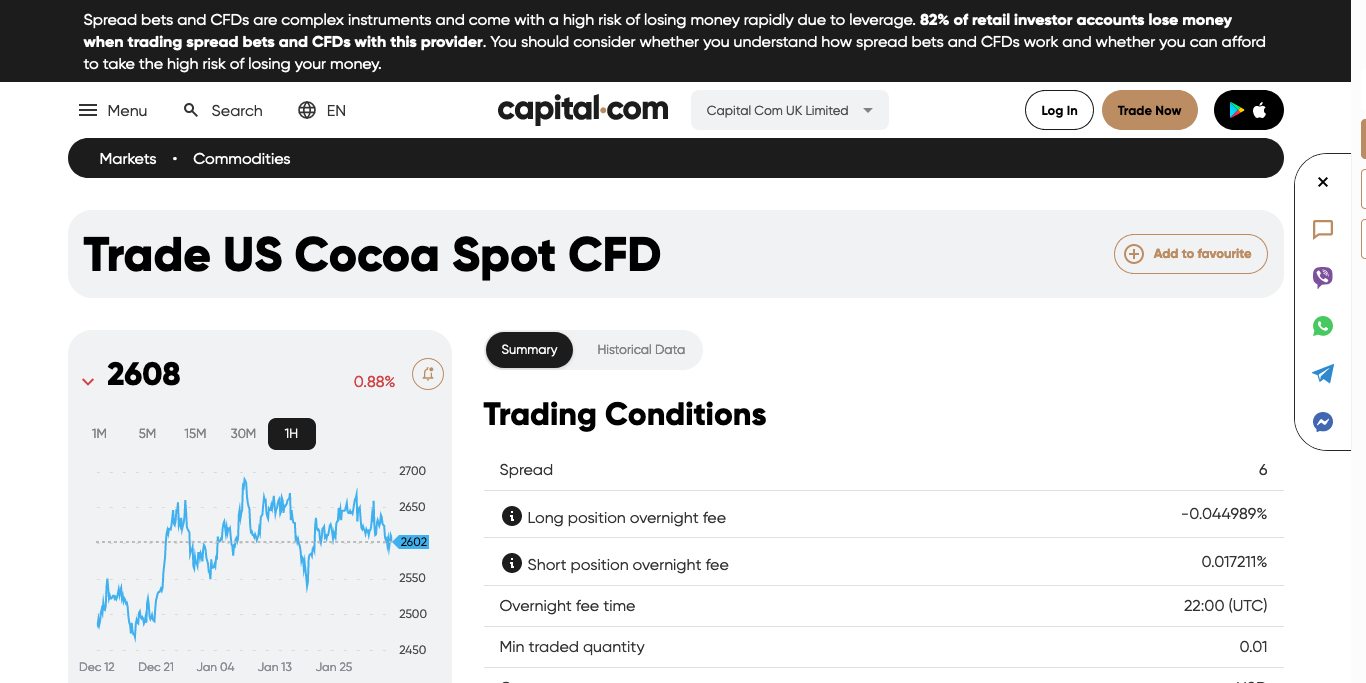 Spread bets and CFDs are complex instruments and come with a high risk of losing money rapidly due to leverage. 82% of retail investor accounts lose money
when trading spread bets and CFDs with this provider. You should consider whether you understand how spread bets and CFDs work and whether you can afford
to take the high risk of losing your money.
Menu
Search
EN
capital.com
Capital Com UK Limited
Log In
Trade Now
Markets • Commodities
Trade US Cocoa Spot CFD
Add to favourite
2608
0.88%
1M 5M 15M 30M 1H
2700
2650
2602
2550
2500
2450
Dec 12 Dec 21 Jan 04 Jan 13 Jan 25
Summary
Historical Data
Trading Conditions
Spread 6
Long position overnight fee -0.044989%
Short position overnight fee 0.017211%
Overnight fee time 22:00 (UTC)
Min traded quantity 0.01